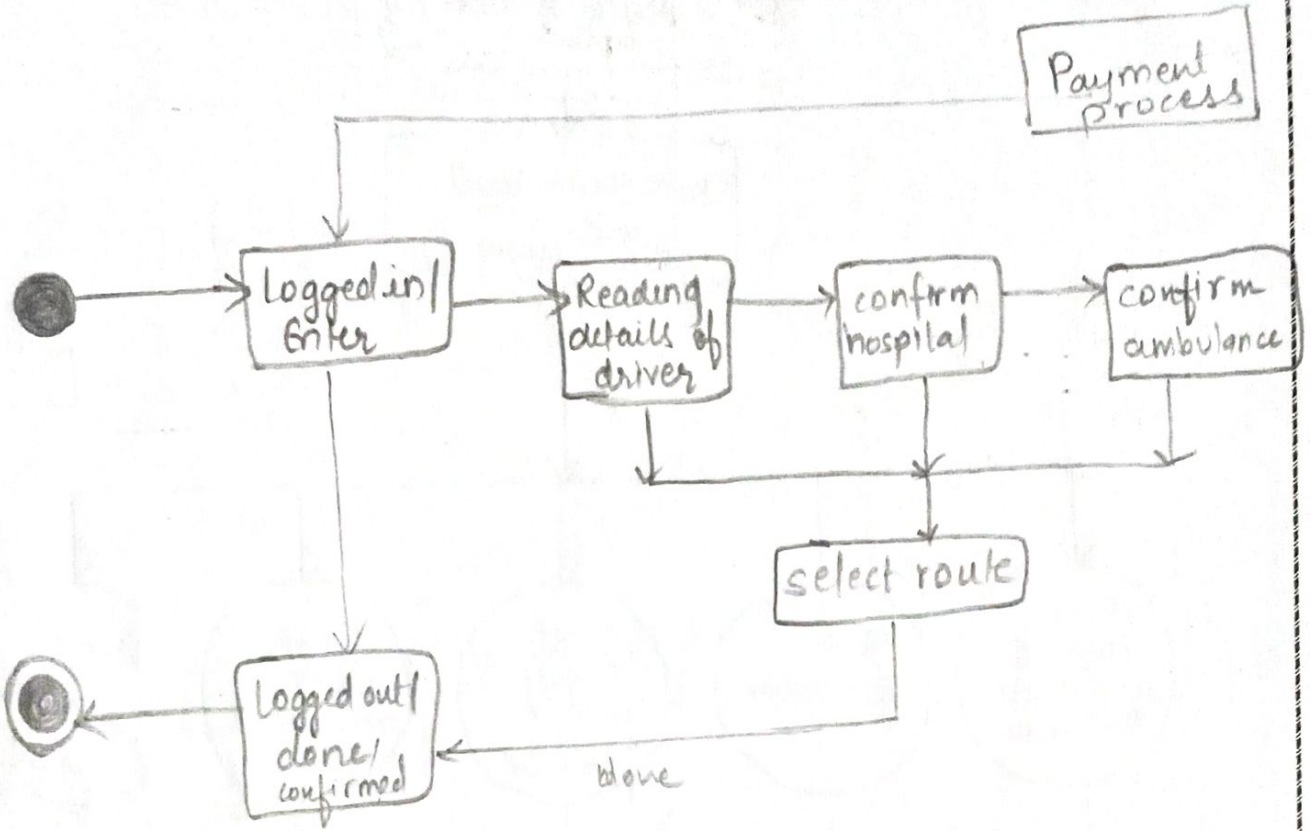 Payment
process
Logged in/
Enter
Reading
details of
driver
confirm
hospital
confirm
ambulance
select route
Logged out/
done/
confirmed
done